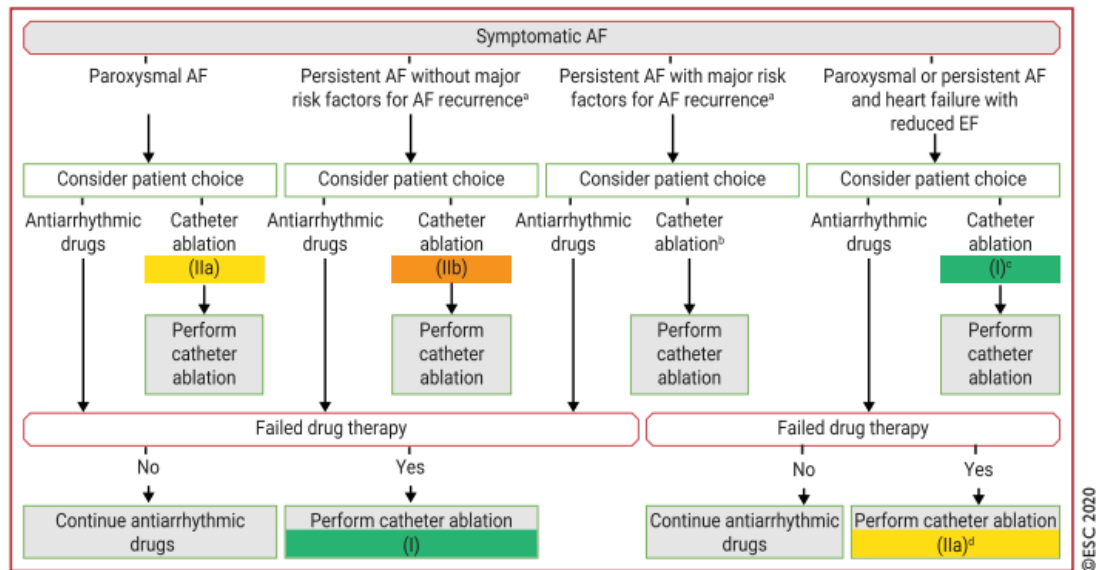 Symptomatic AF
Paroxysmal AF
Persistent AF without major
risk factors for AF recurrenceᵃ
Persistent AF with major risk
factors for AF recurrenceᵃ
Paroxysmal or persistent AF
and heart failure with
reduced EF
Consider patient choice
Consider patient choice
Consider patient choice
Consider patient choice
Antiarrhythmic
drugs
Catheter
ablation
(IIa)
Antiarrhythmic
drugs
Catheter
ablation
(IIb)
Antiarrhythmic
drugs
Catheter
ablationᵇ
Antiarrhythmic
drugs
Catheter
ablation
(I)ᶜ
Perform
catheter
ablation
Perform
catheter
ablation
Perform
catheter
ablation
Perform
catheter
ablation
Failed drug therapy
Failed drug therapy
No
Yes
No
Yes
Continue antiarrhythmic
drugs
Perform catheter ablation
(I)
Continue antiarrhythmic
drugs
Perform catheter ablation
(IIa)ᵈ
©ESC 2020